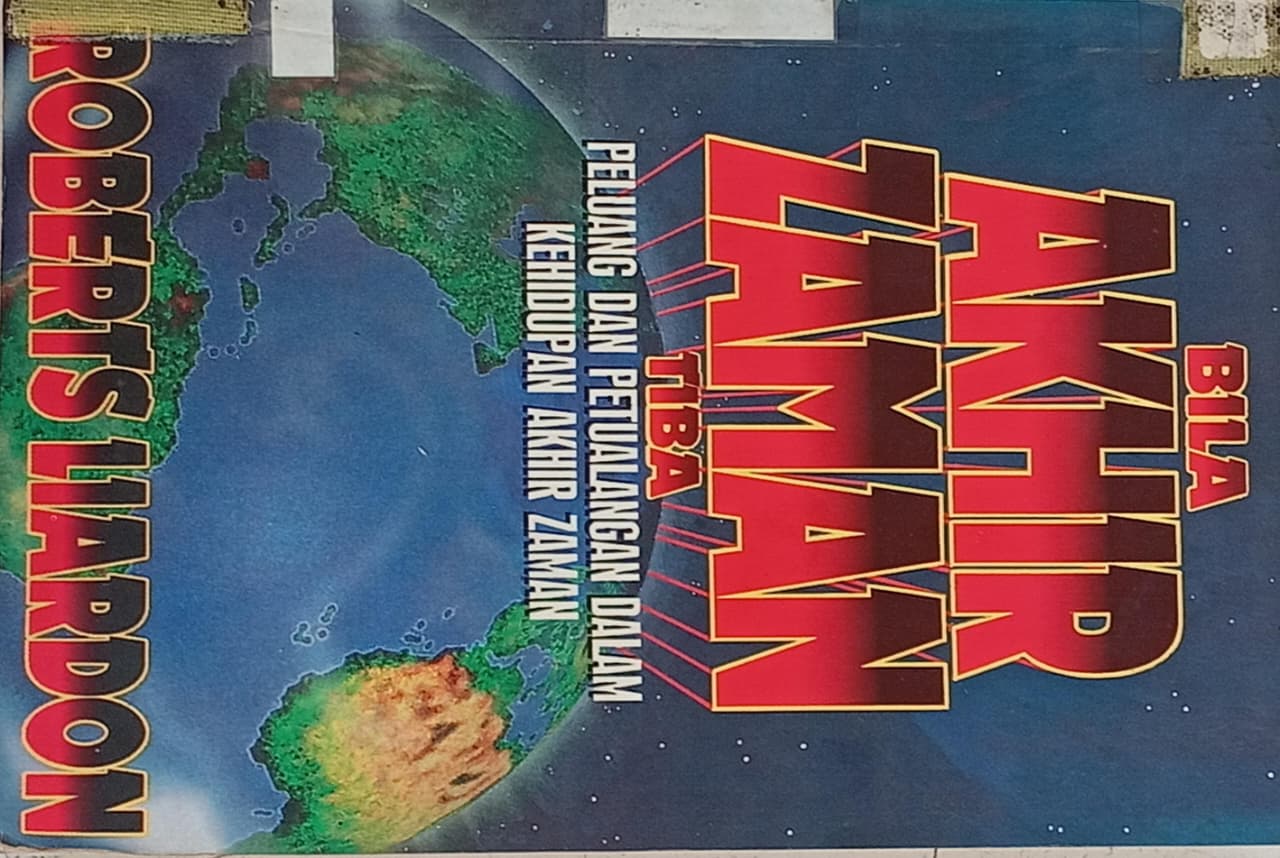 BILA
AKHIR
ZAMAN
TIBA
PELUANG DAN PETUALANGAN DALAM
KEHIDUPAN AKHIR ZAMAN
ROBERTS LIARDON